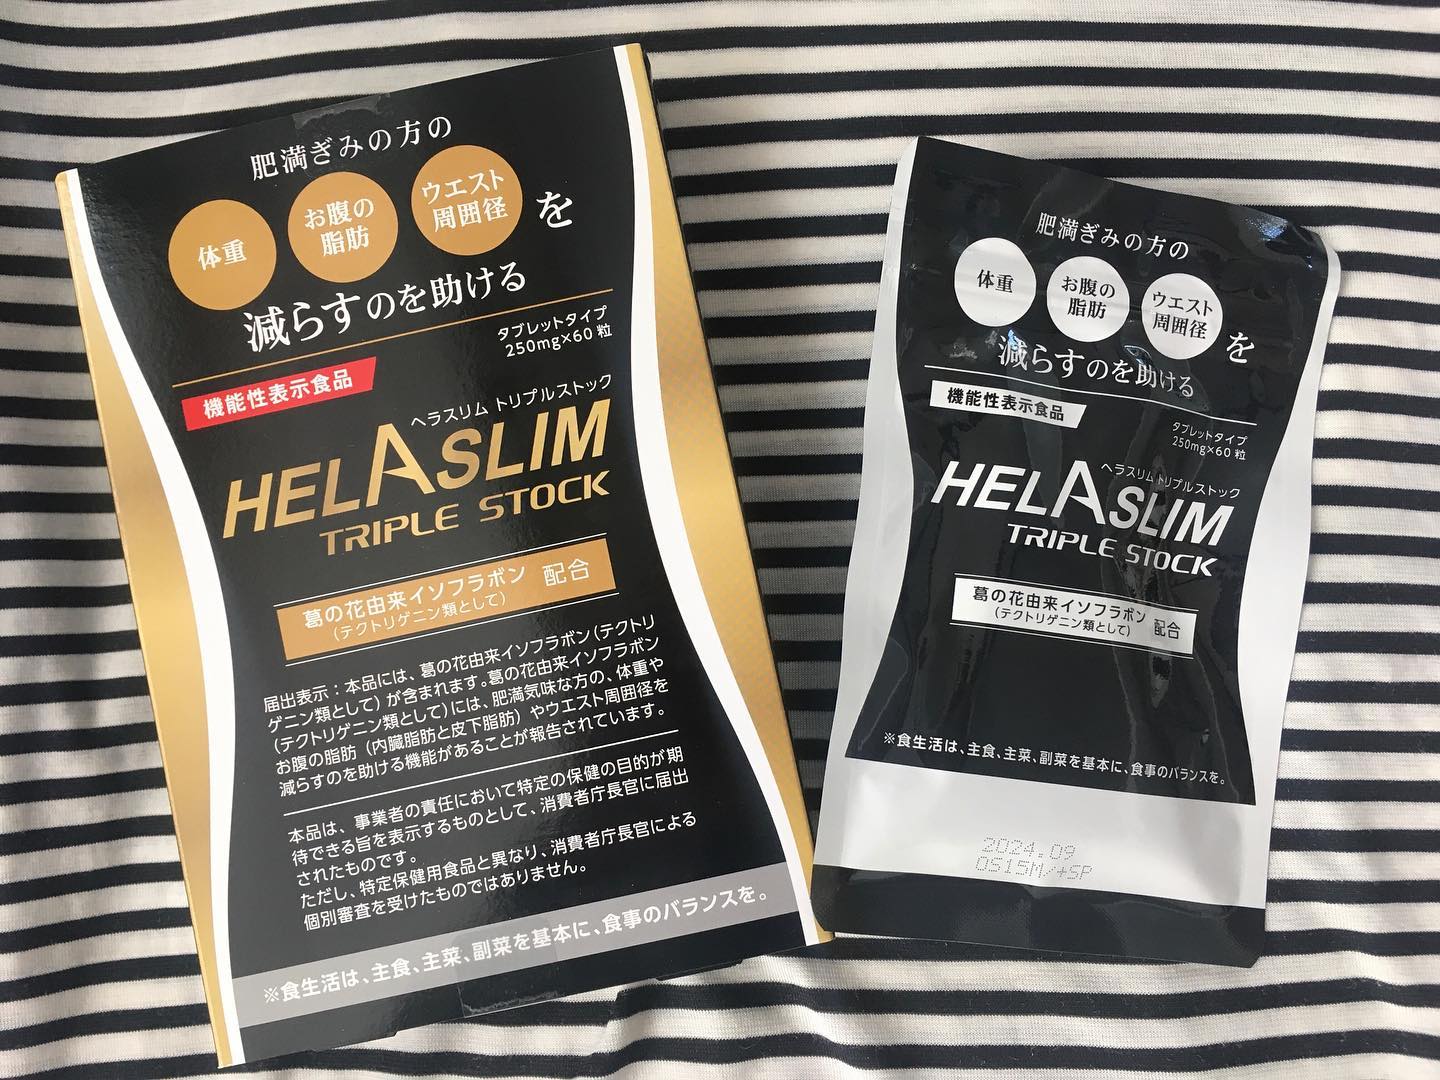 肥満ぎみの方の
体重
お腹の
脂肪
ウエスト
周囲径
を
減らすのを助ける
タブレットタイプ
250mg×60粒
機能性表示食品
ヘラスリム トリプルストック
HELASLIM
TRIPLE STOCK
葛の花由来イソフラボン
(テクトリゲニン類として)
配合
届出表示：本品には、葛の花由来イソフラボン(テクトリ
ゲニン類として)が含まれます。葛の花由来イソフラボン
(テクトリゲニン類として)には、肥満気味な方の、体重や
お腹の脂肪(内臓脂肪と皮下脂肪)やウエスト周囲径を
減らすのを助ける機能があることが報告されています。
本品は、事業者の責任において特定の保健の目的が期
待できる旨を表示するものとして、消費者庁長官に届出
されたものです。
ただし、特定保健用食品と異なり、消費者庁長官による
個別審査を受けたものではありません。
※食生活は、主食、主菜、副菜を基本に、食事のバランスを。
肥満ぎみの方の
体重
お腹の
脂肪
ウエスト
周囲径
を
減らすのを助ける
機能性表示食品
タブレットタイプ
250mg×60粒
ヘラスリム トリプルストック
HELASLIM
TRIPLE STOCK
葛の花由来イソフラボン
(テクトリゲニン類として)
配合
※食生活は、主食、主菜、副菜を基本に、食事のバランスを。
2024.09
OS15M/+SP